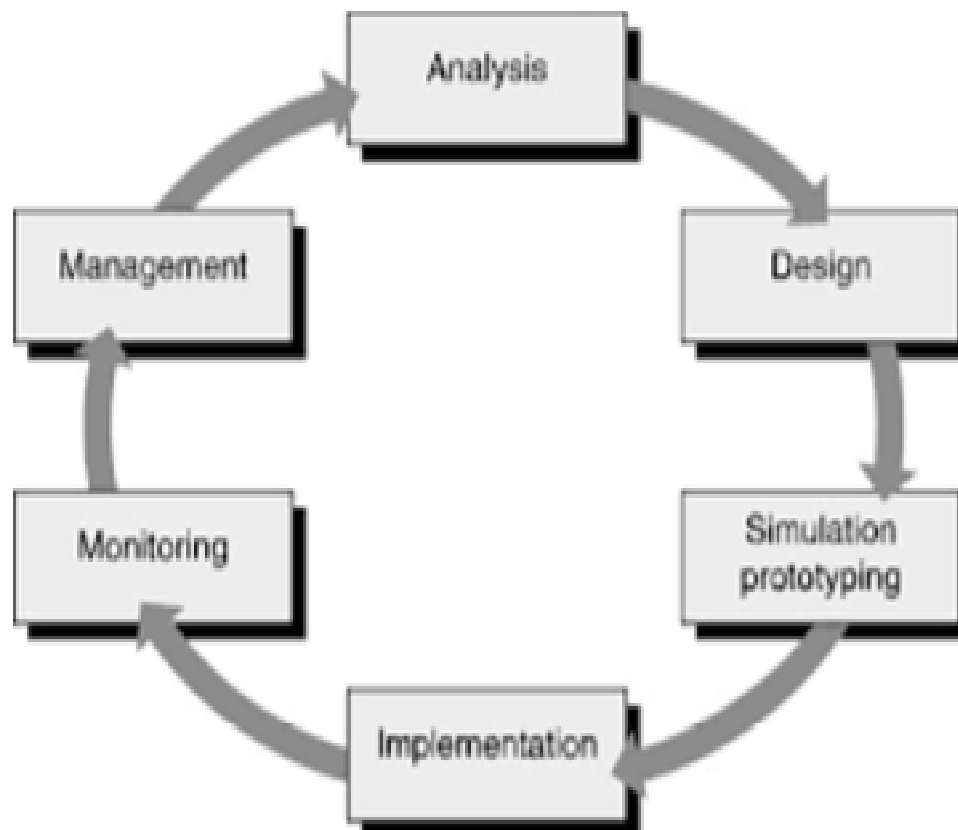 Analysis
Design
Simulation
prototyping
Implementation
Monitoring
Management